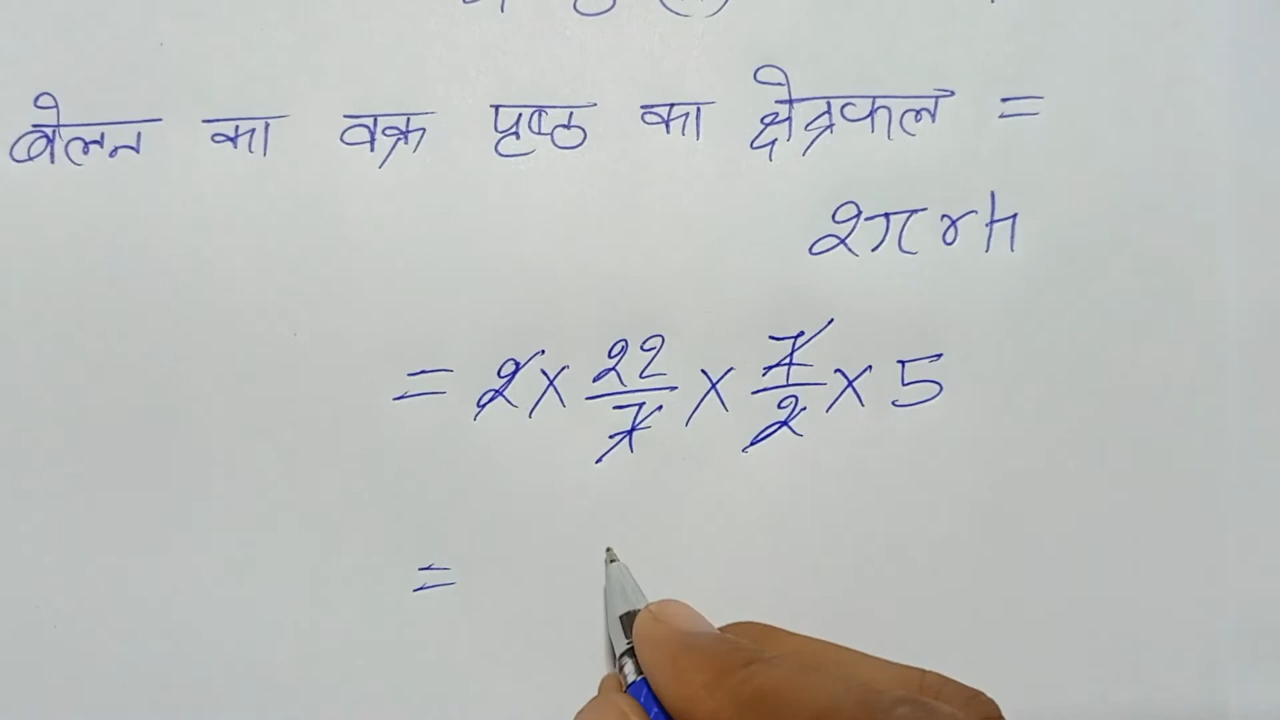 बेलन का वक्र पृष्ठ का क्षेत्रफल =
2πrh
= 2 × 22/7 × 7/2 × 5
=